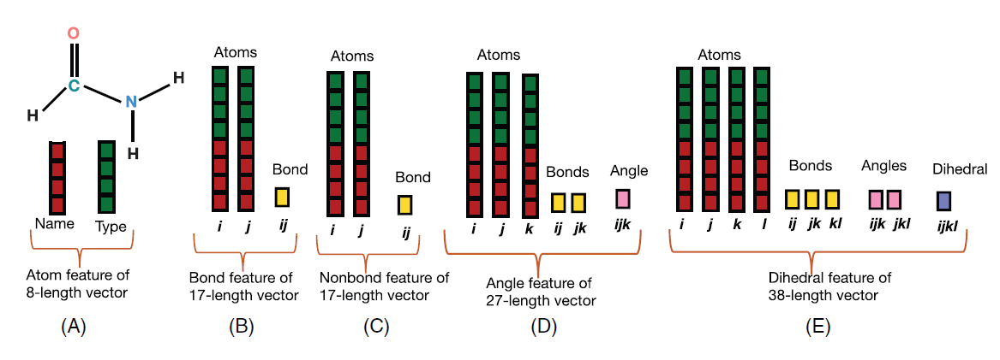 O
C
N
H
H
H
Name Type
Atom feature of
8-length vector
(A)
Atoms
Bond
i j ij
Bond feature of
17-length vector
(B)
Atoms
Bond
i j ij
Nonbond feature of
17-length vector
(C)
Atoms
Bonds
Angle
i j k ij jk ijk
Angle feature of
27-length vector
(D)
Atoms
Bonds
Angles
Dihedral
i j k l ij jk kl ijk jkl ijkl
Dihedral feature of
38-length vector
(E)